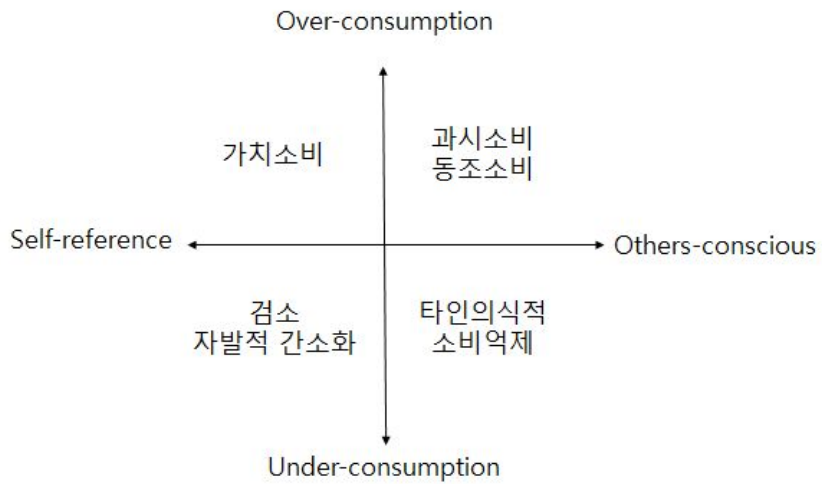 Over-consumption
가치소비
과시소비
동조소비
Self-reference
Others-conscious
검소
자발적 간소화
타인의식적
소비억제
Under-consumption